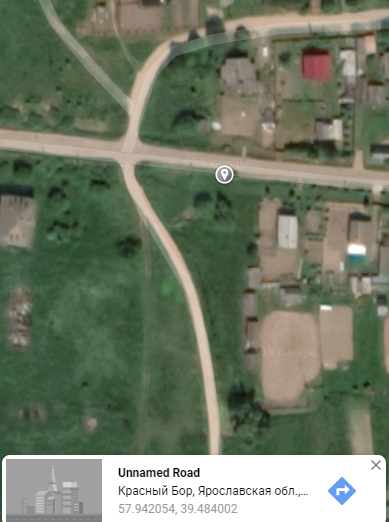 Unnamed Road
Красный Бор, Ярославская обл.,...
57.942054, 39.484002